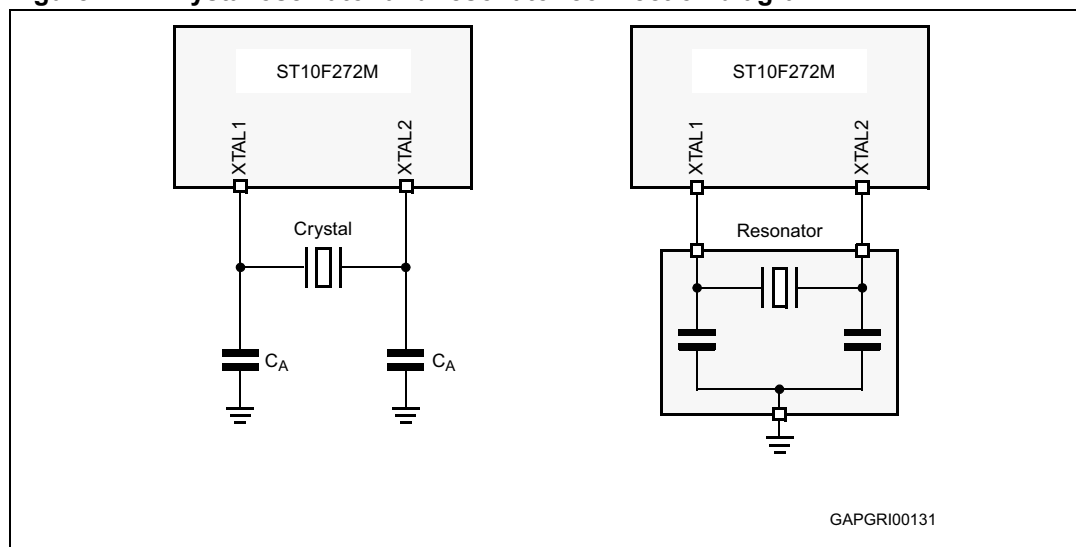 ST10F272M
XTAL1
XTAL2
Crystal
CA
CA
ST10F272M
XTAL1
XTAL2
Resonator
GAPGRI00131